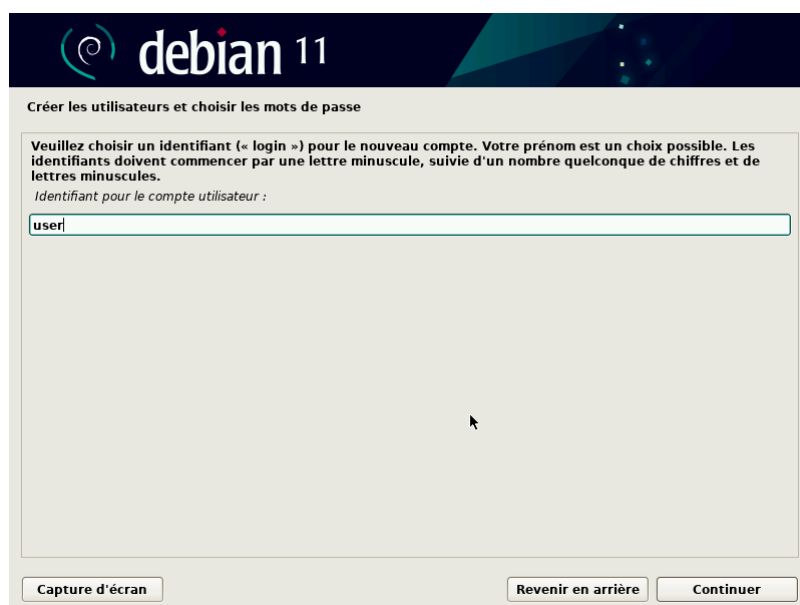 debian 11
Créer les utilisateurs et choisir les mots de passe
Veuillez choisir un identifiant (« login ») pour le nouveau compte. Votre prénom est un choix possible. Les
identifiants doivent commencer par une lettre minuscule, suivie d'un nombre quelconque de chiffres et de
lettres minuscules.
Identifiant pour le compte utilisateur :
user
Capture d'écran
Revenir en arrière
Continuer